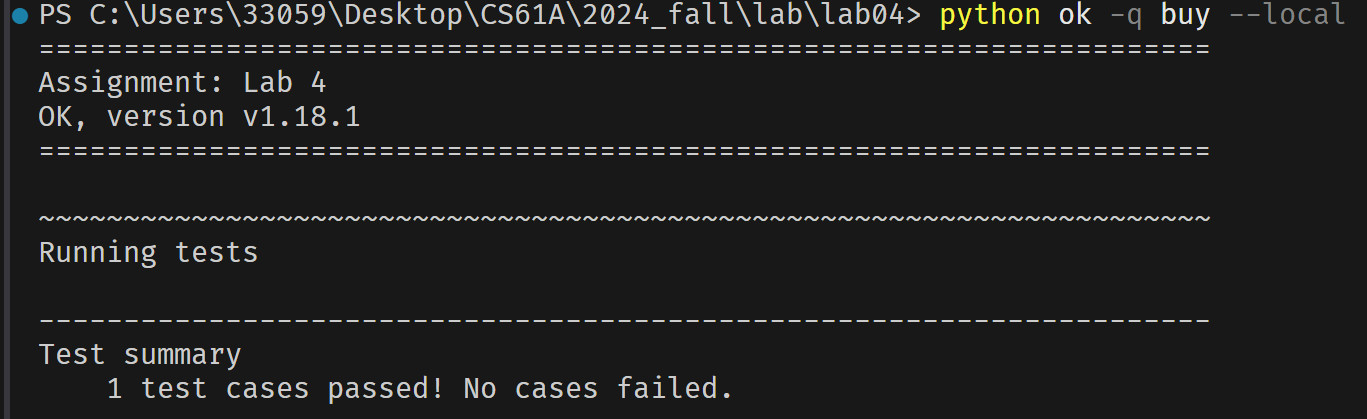 PS C:\Users\33059\Desktop\CS61A\2024_fall\lab\lab04> python ok -q buy --local
=====================================================================
Assignment: Lab 4
OK, version v1.18.1
=====================================================================
~~~~~~~~~~~~~~~~~~~~~~~~~~~~~~~~~~~~~~~~~~~~~~~~~~~~~~~~~~~~~~~~~~~~~
Running tests
---------------------------------------------------------------------
Test summary
    1 test cases passed! No cases failed.